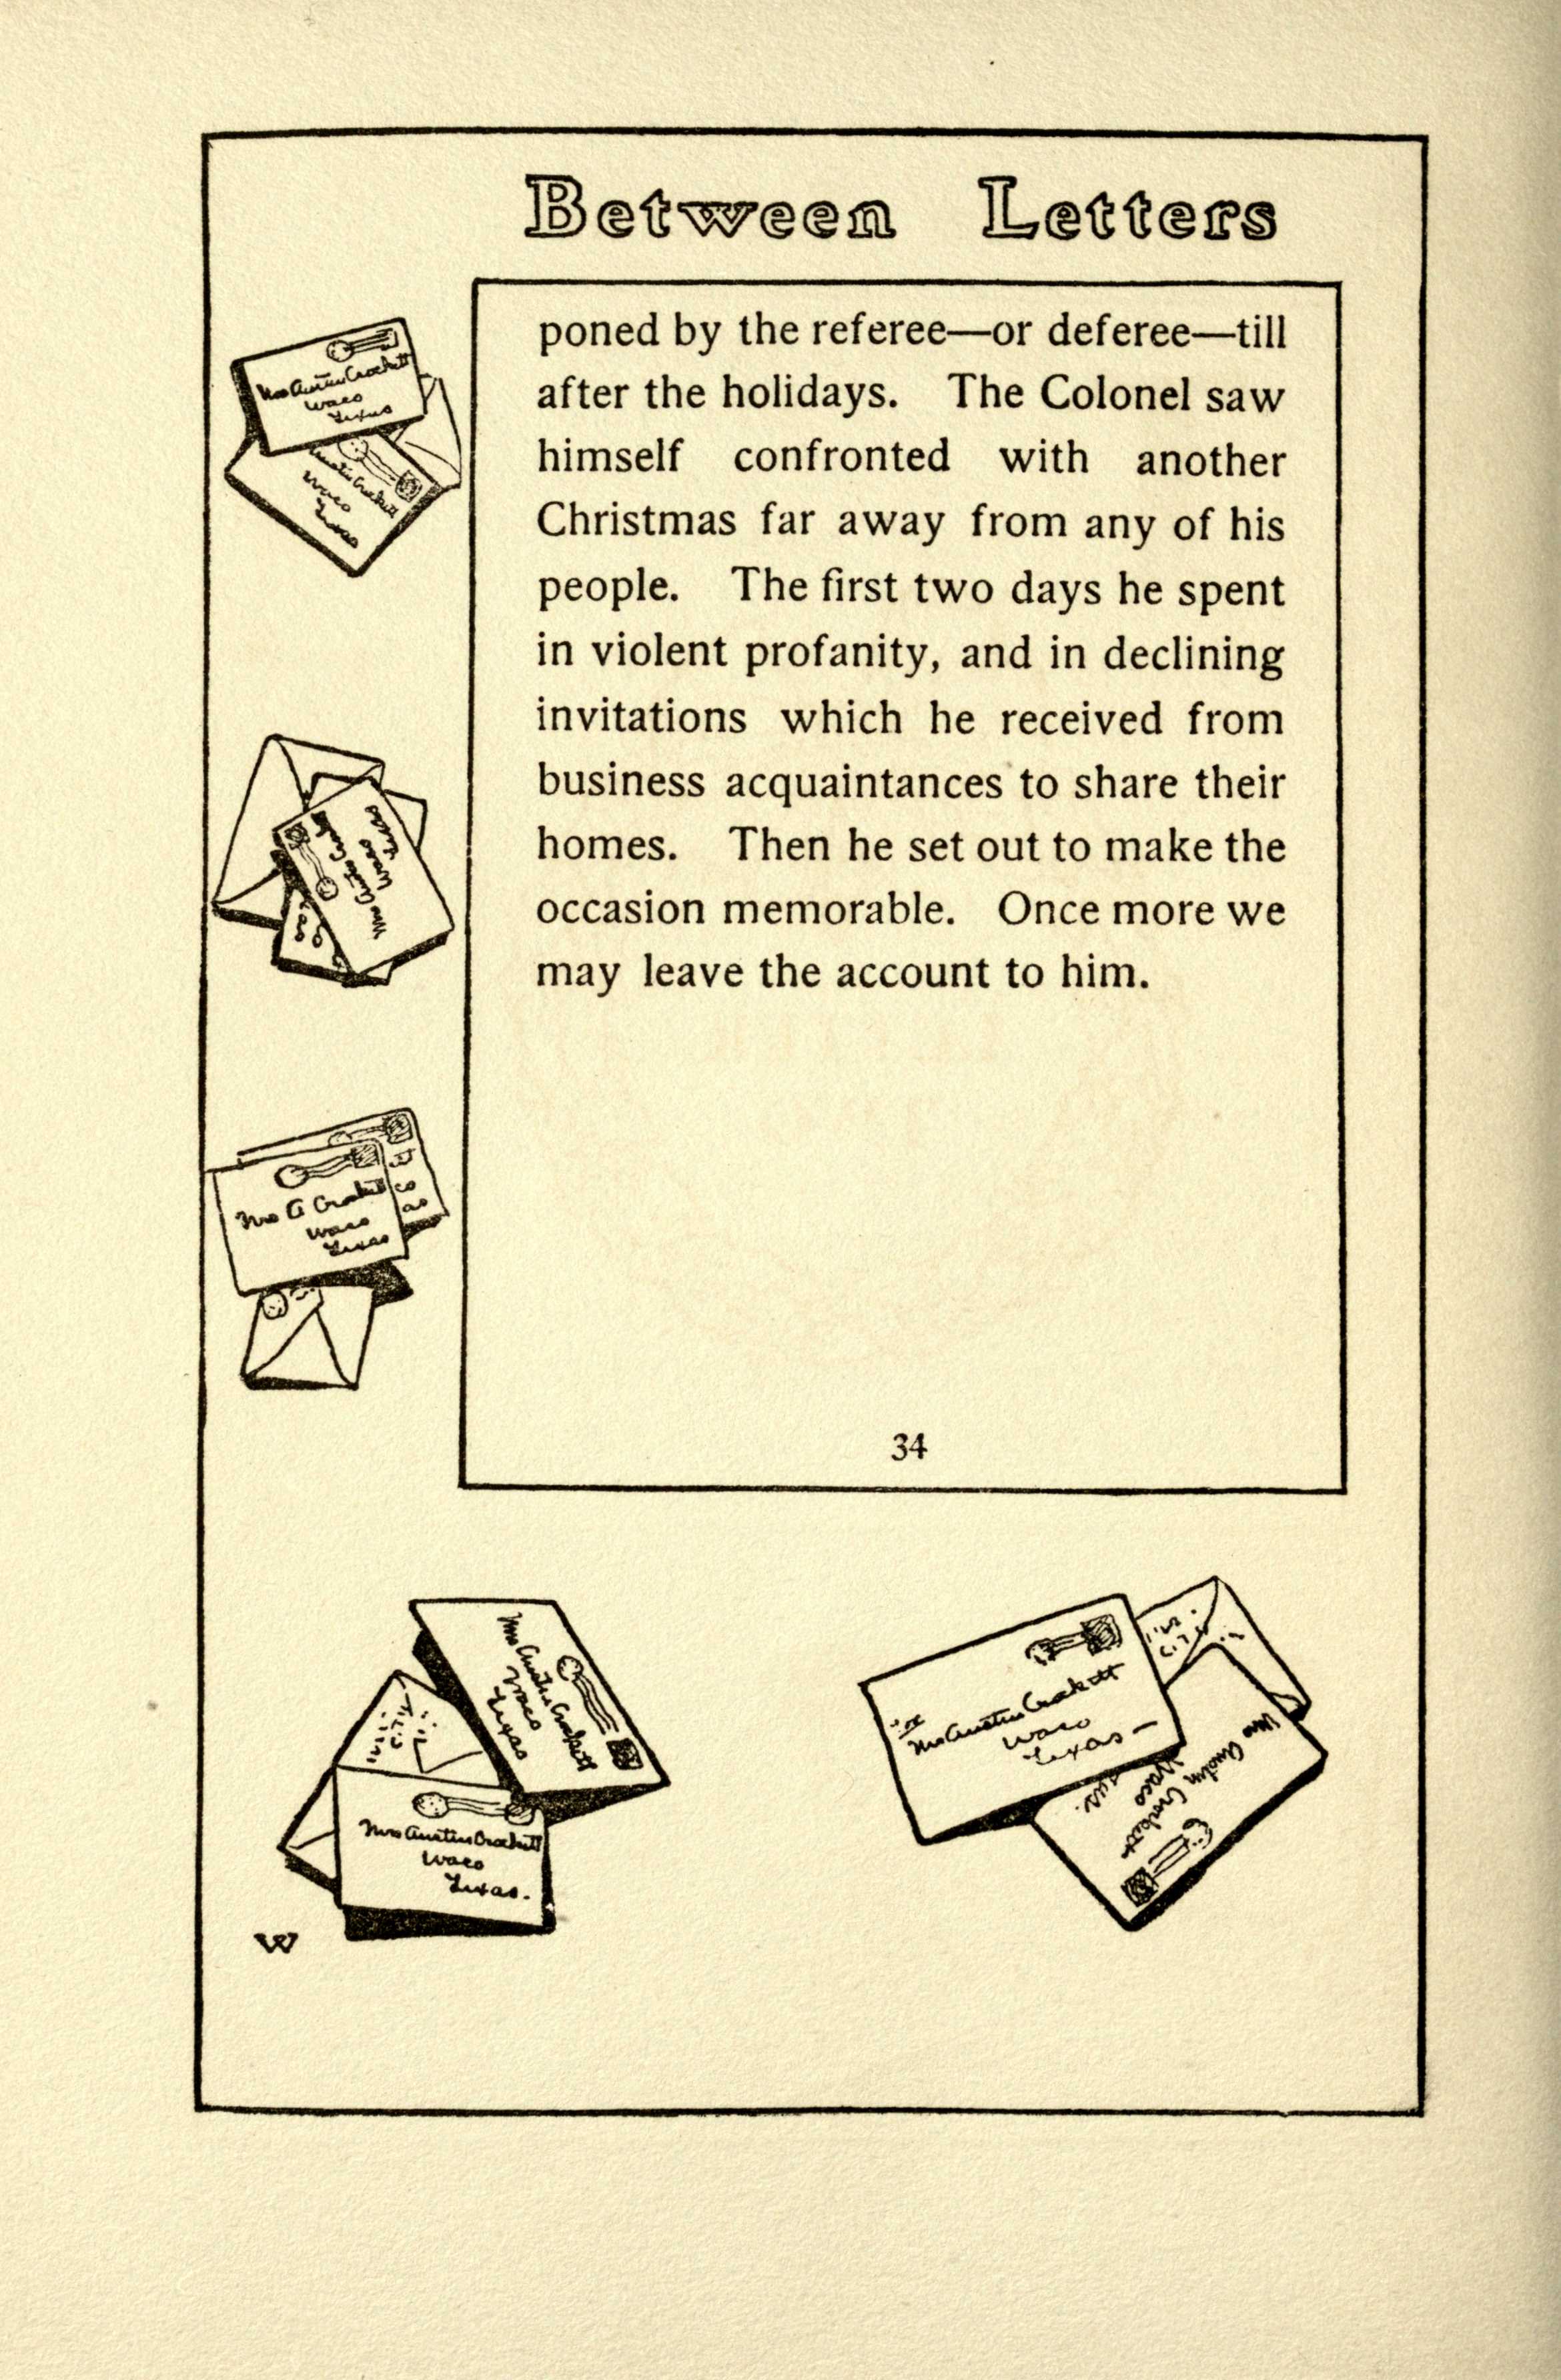 Between Letters
poned by the referee—or deferee—till
after the holidays. The Colonel saw
himself confronted with another
Christmas far away from any of his
people. The first two days he spent
in violent profanity, and in declining
invitations which he received from
business acquaintances to share their
homes. Then he set out to make the
occasion memorable. Once more we
may leave the account to him.
34
Mrs Austin Crockett
Waco
Texas
Austin Crockett
Waco
Texas
Mrs Austin Crockett
Waco
Texas
Mrs A Crockett
Waco
Texas
Mrs Austin Crockett
Waco
Texas
Mrs Austin Crockett
Waco
Texas.
Mrs Austin Crockett
Waco
Texas—
Mrs Austin Crockett
Waco
W